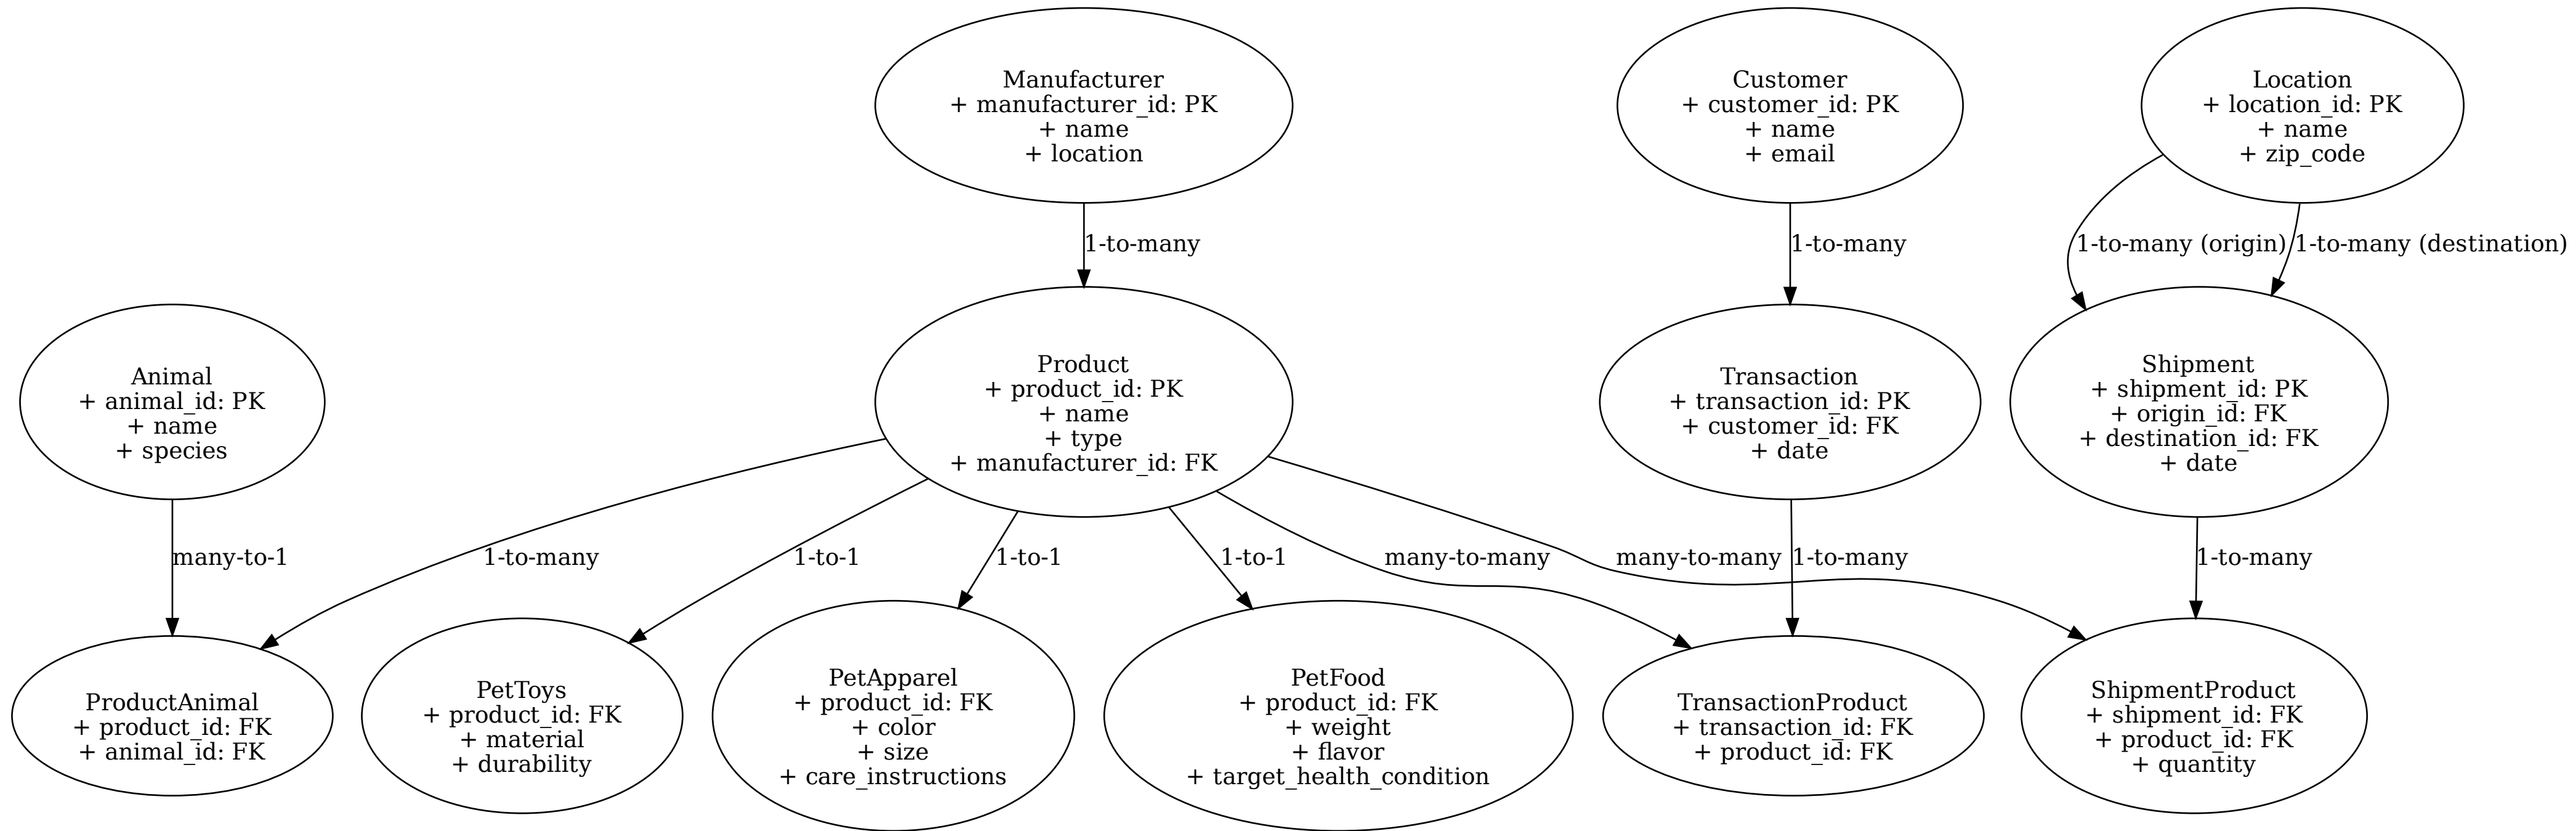 Manufacturer
+ manufacturer_id: PK
+ name
+ location
Customer
+ customer_id: PK
+ name
+ email
Location
+ location_id: PK
+ name
+ zip_code
1-to-many
1-to-many
1-to-many (origin)
1-to-many (destination)
Animal
+ animal_id: PK
+ name
+ species
Product
+ product_id: PK
+ name
+ type
+ manufacturer_id: FK
Transaction
+ transaction_id: PK
+ customer_id: FK
+ date
Shipment
+ shipment_id: PK
+ origin_id: FK
+ destination_id: FK
+ date
many-to-1
1-to-many
1-to-1
1-to-1
1-to-1
many-to-many
many-to-many
1-to-many
1-to-many
ProductAnimal
+ product_id: FK
+ animal_id: FK
PetToys
+ product_id: FK
+ material
+ durability
PetApparel
+ product_id: FK
+ color
+ size
+ care_instructions
PetFood
+ product_id: FK
+ weight
+ flavor
+ target_health_condition
TransactionProduct
+ transaction_id: FK
+ product_id: FK
ShipmentProduct
+ shipment_id: FK
+ product_id: FK
+ quantity